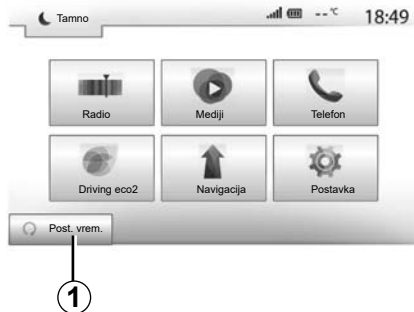 Tamno
--°C 18:49
Radio Mediji Telefon
Driving eco2 Navigacija Postavka
Post. vrem.
1